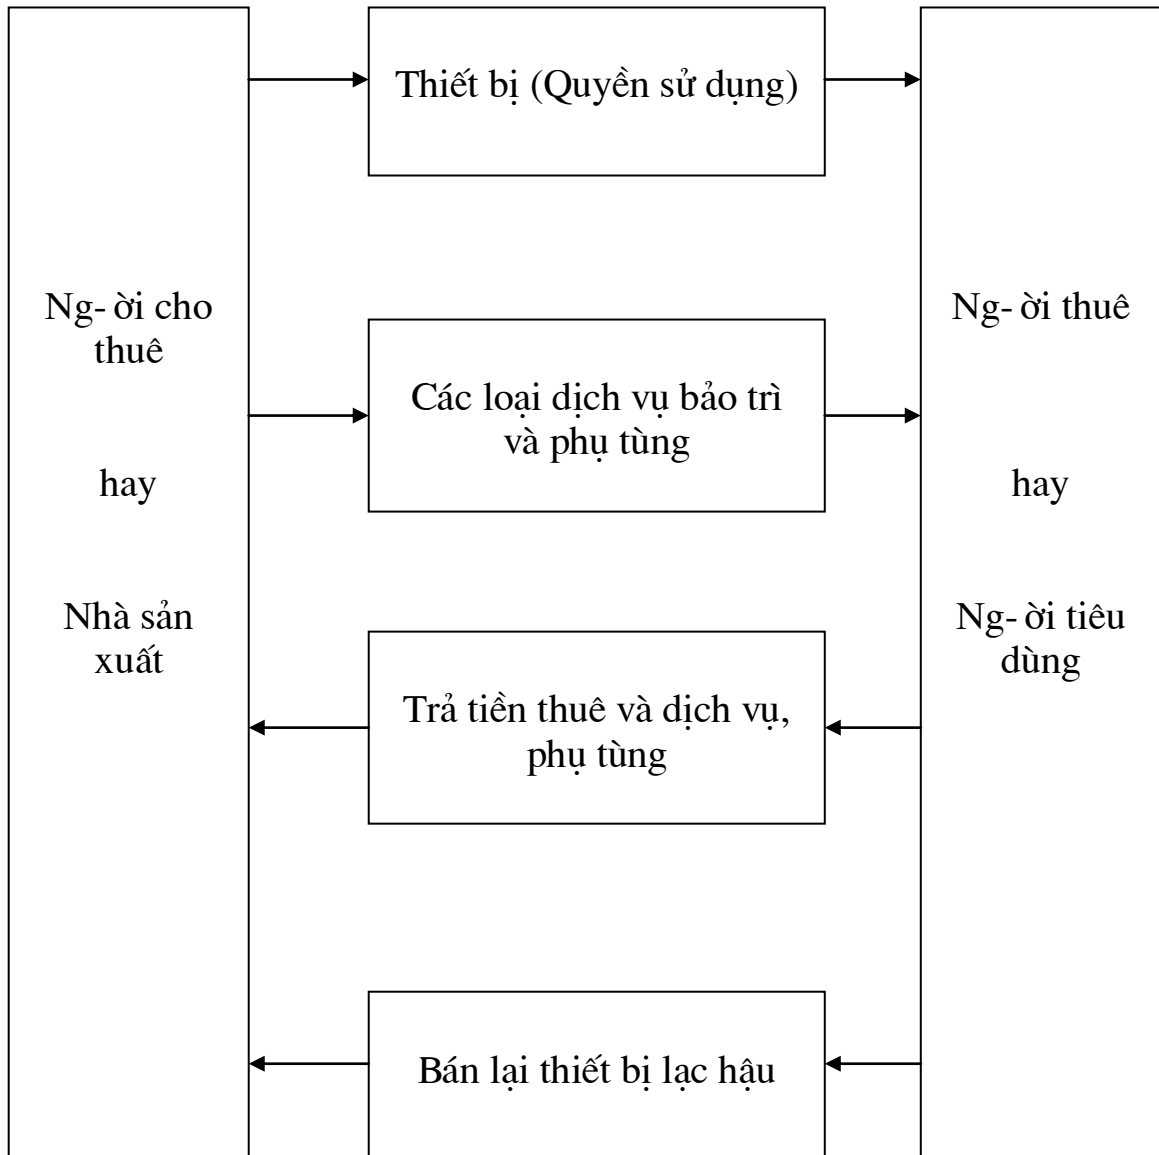 Thiết bị (Quyền sử dụng)
Ng- ời cho
thuê
hay
Nhà sản
xuất
Các loại dịch vụ bảo trì
và phụ tùng
Trả tiền thuê và dịch vụ,
phụ tùng
Bán lại thiết bị lạc hậu
Ng- ời thuê
hay
Ng- ời tiêu
dùng